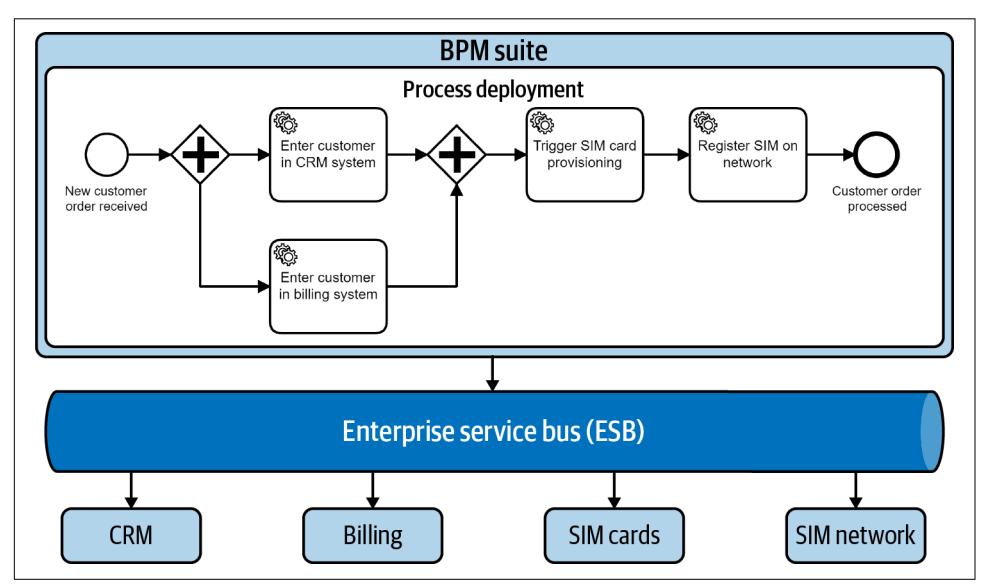 BPM suite
Process deployment
New customer
order received
Enter customer
in CRM system
Enter customer
in billing system
Trigger SIM card
provisioning
Register SIM on
network
Customer order
processed
Enterprise service bus (ESB)
CRM
Billing
SIM cards
SIM network